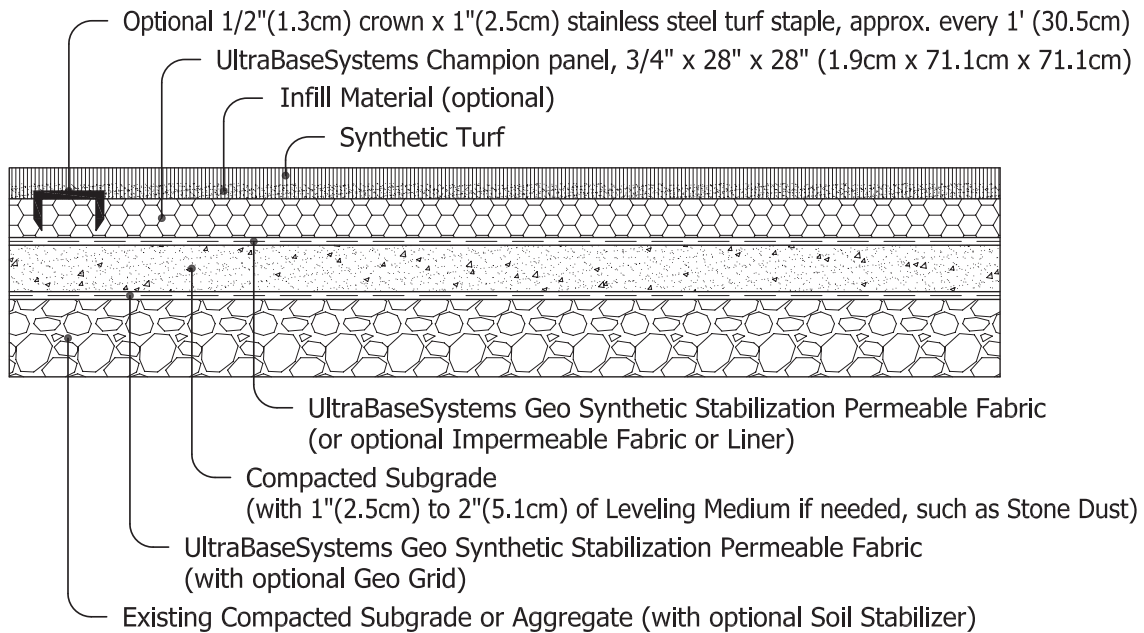 Optional 1/2"(1.3cm) crown x 1"(2.5cm) stainless steel turf staple, approx. every 1' (30.5cm)
UltraBaseSystems Champion panel, 3/4" x 28" x 28" (1.9cm x 71.1cm x 71.1cm)
Infill Material (optional)
Synthetic Turf
UltraBaseSystems Geo Synthetic Stabilization Permeable Fabric
(or optional Impermeable Fabric or Liner)
Compacted Subgrade
(with 1"(2.5cm) to 2"(5.1cm) of Leveling Medium if needed, such as Stone Dust)
UltraBaseSystems Geo Synthetic Stabilization Permeable Fabric
(with optional Geo Grid)
Existing Compacted Subgrade or Aggregate (with optional Soil Stabilizer)